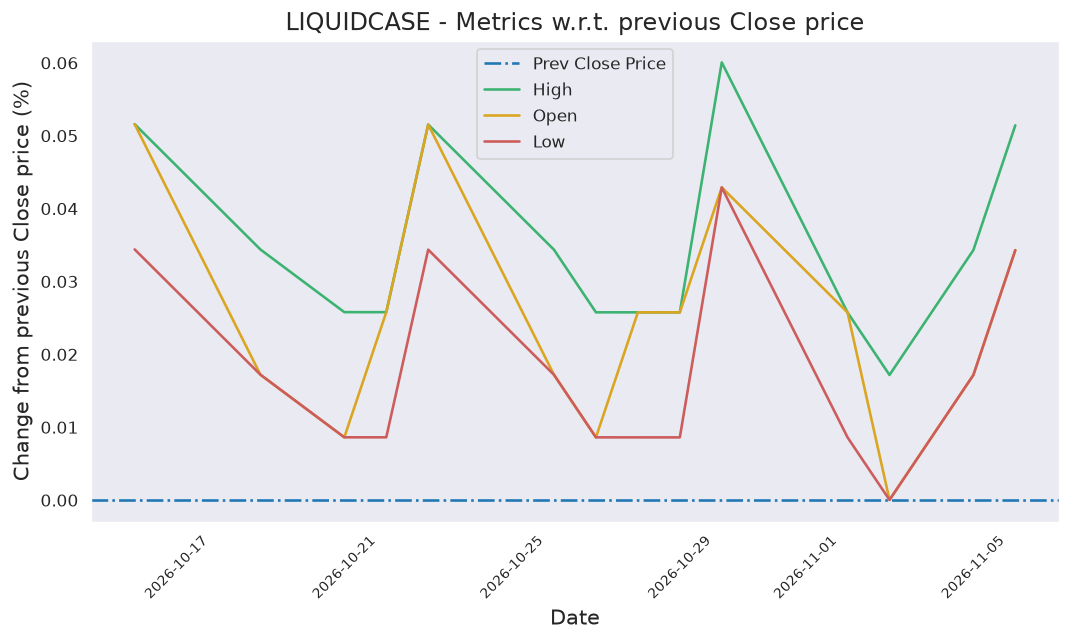 LIQUIDCASE - Metrics w.r.t. previous Close price
Change from previous Close price (%)
0.06
0.05
0.04
0.03
0.02
0.01
0.00
Prev Close Price
High
Open
Low
2026-10-17
2026-10-21
2026-10-25
2026-10-29
2026-11-01
2026-11-05
Date